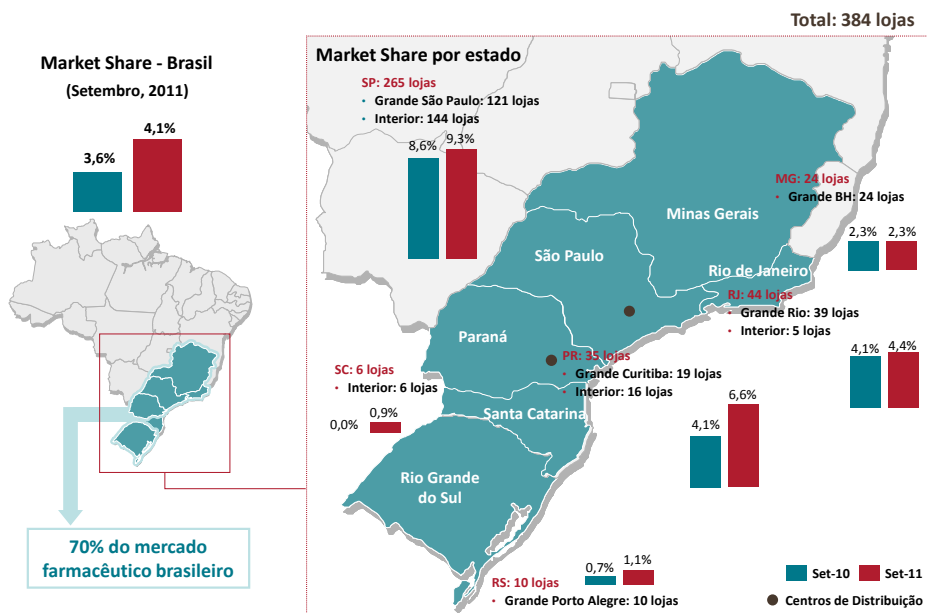 Total: 384 lojas
Market Share - Brasil
(Setembro, 2011)
3,6%
4,1%
70% do mercado
farmacêutico brasileiro
Market Share por estado
SP: 265 lojas
• Grande São Paulo: 121 lojas
• Interior: 144 lojas
8,6%
9,3%
MG: 24 lojas
• Grande BH: 24 lojas
2,3%
2,3%
Minas Gerais
São Paulo
Rio de Janeiro
RJ: 44 lojas
• Grande Rio: 39 lojas
• Interior: 5 lojas
4,1%
4,4%
Paraná
PR: 35 lojas
• Grande Curitiba: 19 lojas
• Interior: 16 lojas
4,1%
6,6%
SC: 6 lojas
• Interior: 6 lojas
0,0%
0,9%
Santa Catarina
Rio Grande
do Sul
RS: 10 lojas
• Grande Porto Alegre: 10 lojas
0,7%
1,1%
Set-10
Set-11
Centros de Distribuição